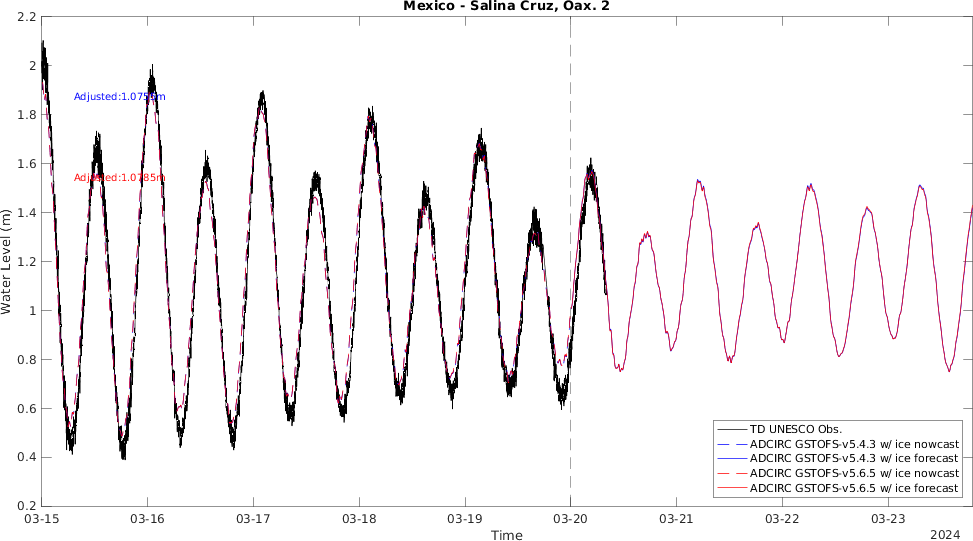 Mexico - Salina Cruz, Oax. 2
2.2
2
1.8
1.6
1.4
1.2
1
0.8
0.6
0.4
0.2
Water Level (m)
Adjusted:1.0785m
03-15
03-16
03-17
03-18
03-19
03-20
03-21
03-22
03-23
Time
2024
TD UNESCO Obs.
ADCIRC GSTOFS-v5.4.3 w/ ice nowcast
ADCIRC GSTOFS-v5.4.3 w/ ice forecast
ADCIRC GSTOFS-v5.6.5 w/ ice nowcast
ADCIRC GSTOFS-v5.6.5 w/ ice forecast